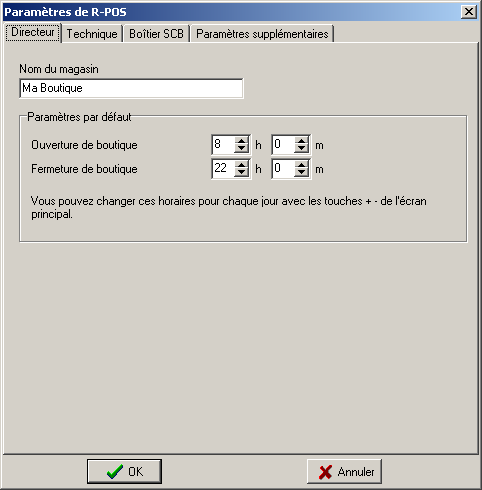 Paramètres de R-POS
Directeur Technique Boîtier SCB Paramètres supplémentaires
Nom du magasin
Ma Boutique
Paramètres par défaut
Ouverture de boutique 8 h 0 m
Fermeture de boutique 22 h 0 m
Vous pouvez changer ces horaires pour chaque jour avec les touches + - de l'écran
principal.
OK Annuler